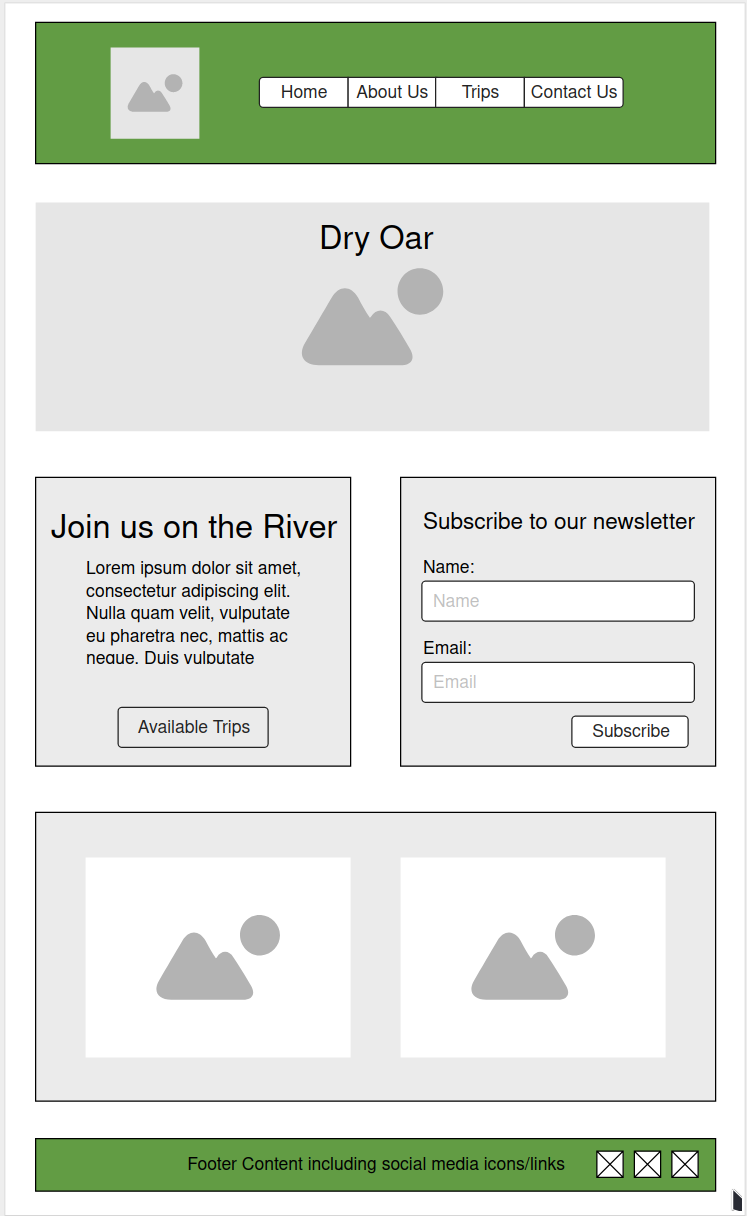 Home About Us Trips Contact Us
Dry Oar
Join us on the River
Lorem ipsum dolor sit amet,
consectetur adipiscing elit.
Nulla quam velit, vulputate
eu pharetra nec, mattis ac
neque. Duis vulputate
Available Trips
Subscribe to our newsletter
Name:
Name
Email:
Email
Subscribe
Footer Content including social media icons/links